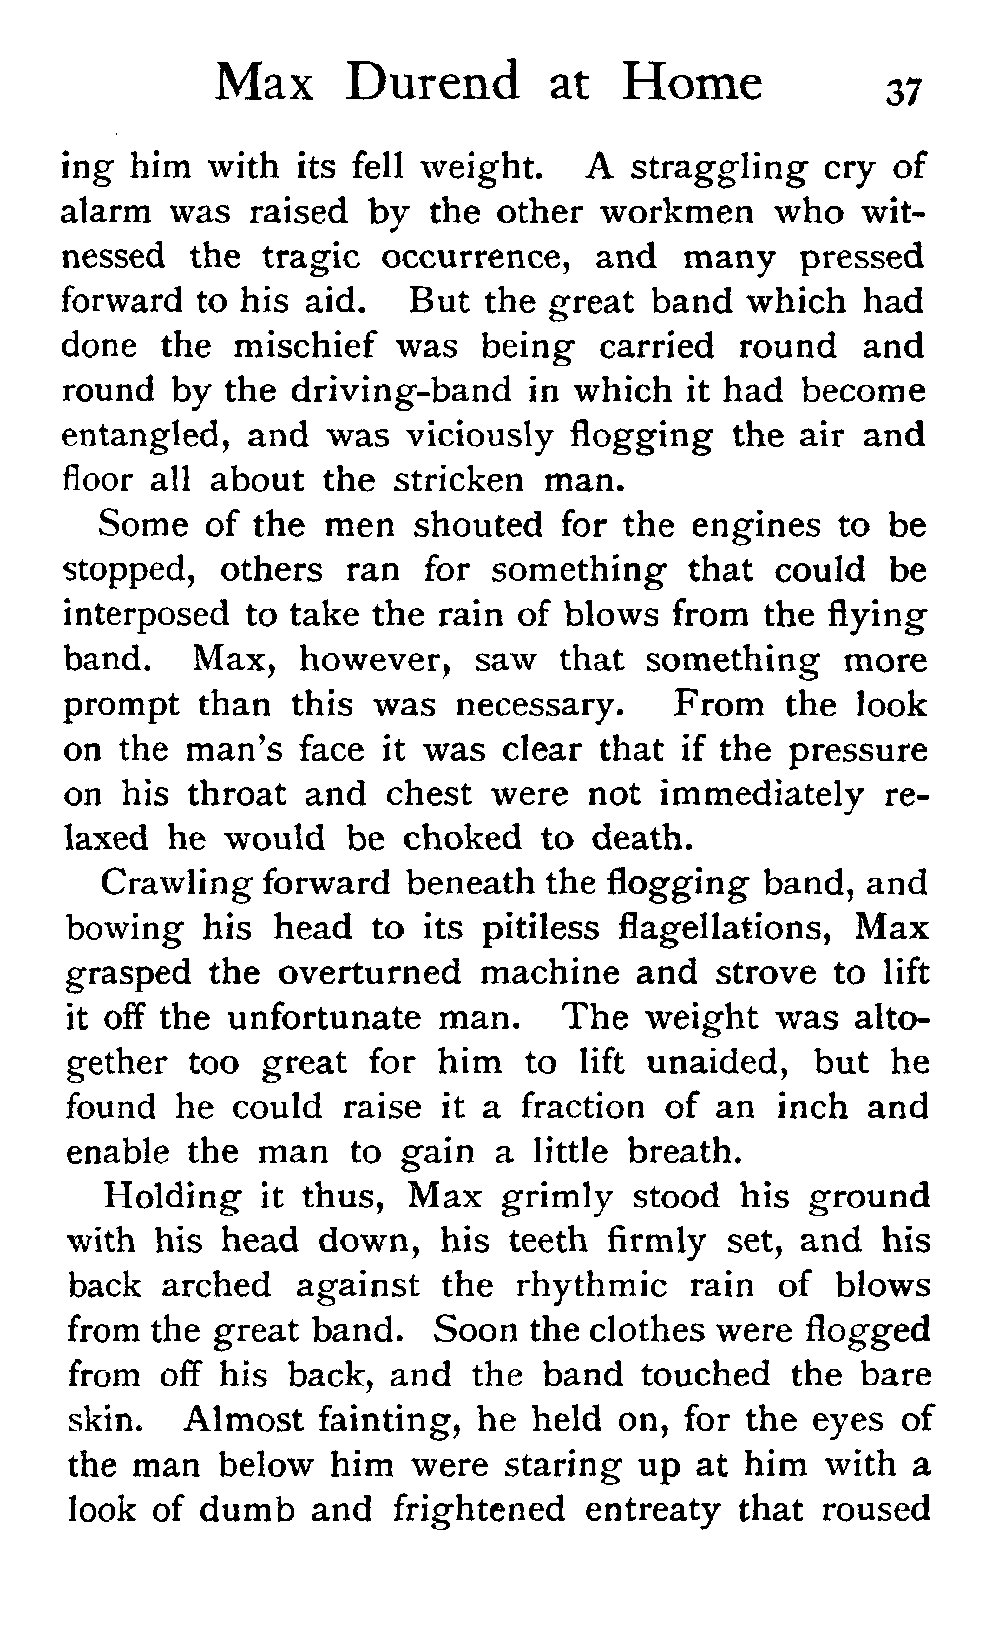 Max Durend at Home 37
ing him with its fell weight. A straggling cry of
alarm was raised by the other workmen who wit-
nessed the tragic occurrence, and many pressed
forward to his aid. But the great band which had
done the mischief was being carried round and
round by the driving-band in which it had become
entangled, and was viciously flogging the air and
floor all about the stricken man.
Some of the men shouted for the engines to be
stopped, others ran for something that could be
interposed to take the rain of blows from the flying
band. Max, however, saw that something more
prompt than this was necessary. From the look
on the man's face it was clear that if the pressure
on his throat and chest were not immediately re-
laxed he would be choked to death.
Crawling forward beneath the flogging band, and
bowing his head to its pitiless flagellations, Max
grasped the overturned machine and strove to lift
it off the unfortunate man. The weight was alto-
gether too great for him to lift unaided, but he
found he could raise it a fraction of an inch and
enable the man to gain a little breath.
Holding it thus, Max grimly stood his ground
with his head down, his teeth firmly set, and his
back arched against the rhythmic rain of blows
from the great band. Soon the clothes were flogged
from off his back, and the band touched the bare
skin. Almost fainting, he held on, for the eyes of
the man below him were staring up at him with a
look of dumb and frightened entreaty that roused